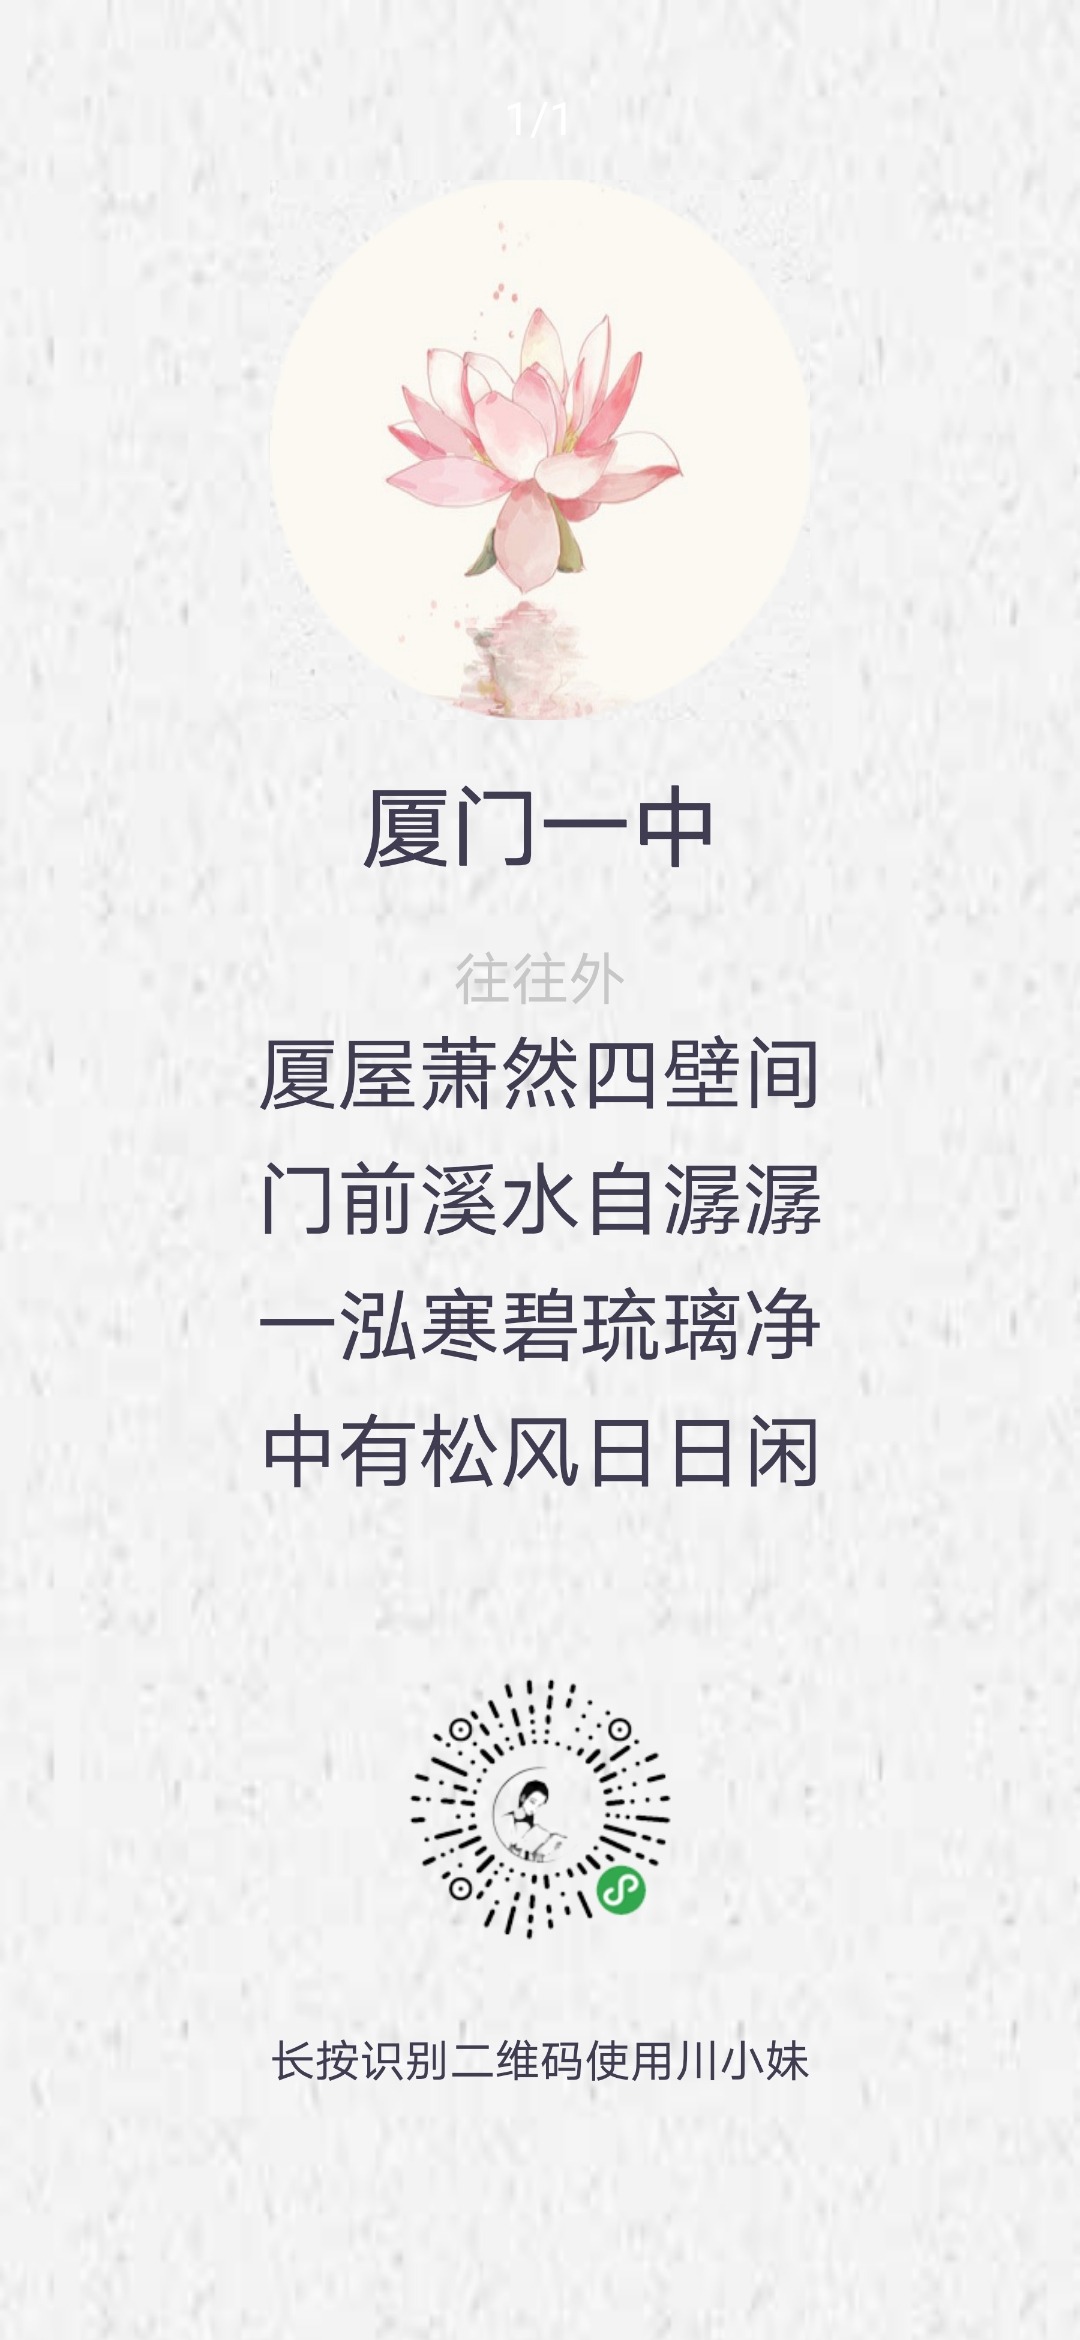 1/1
厦门一中
往往外
厦屋萧然四壁间
门前溪水自潺潺
一泓寒碧琉璃净
中有松风日日闲
长按识别二维码使用川小妹